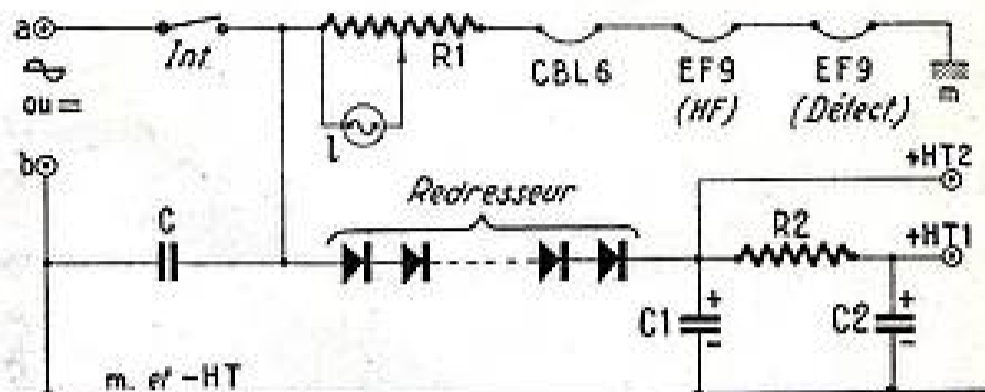 a
Int
R1
CBL6
EF9
(HF)
EF9
(Détect.)
m
ou =
l
b
+HT2
Redresseur
C
R2
+HT1
C1
+
-
C2
+
-
m. et -HT